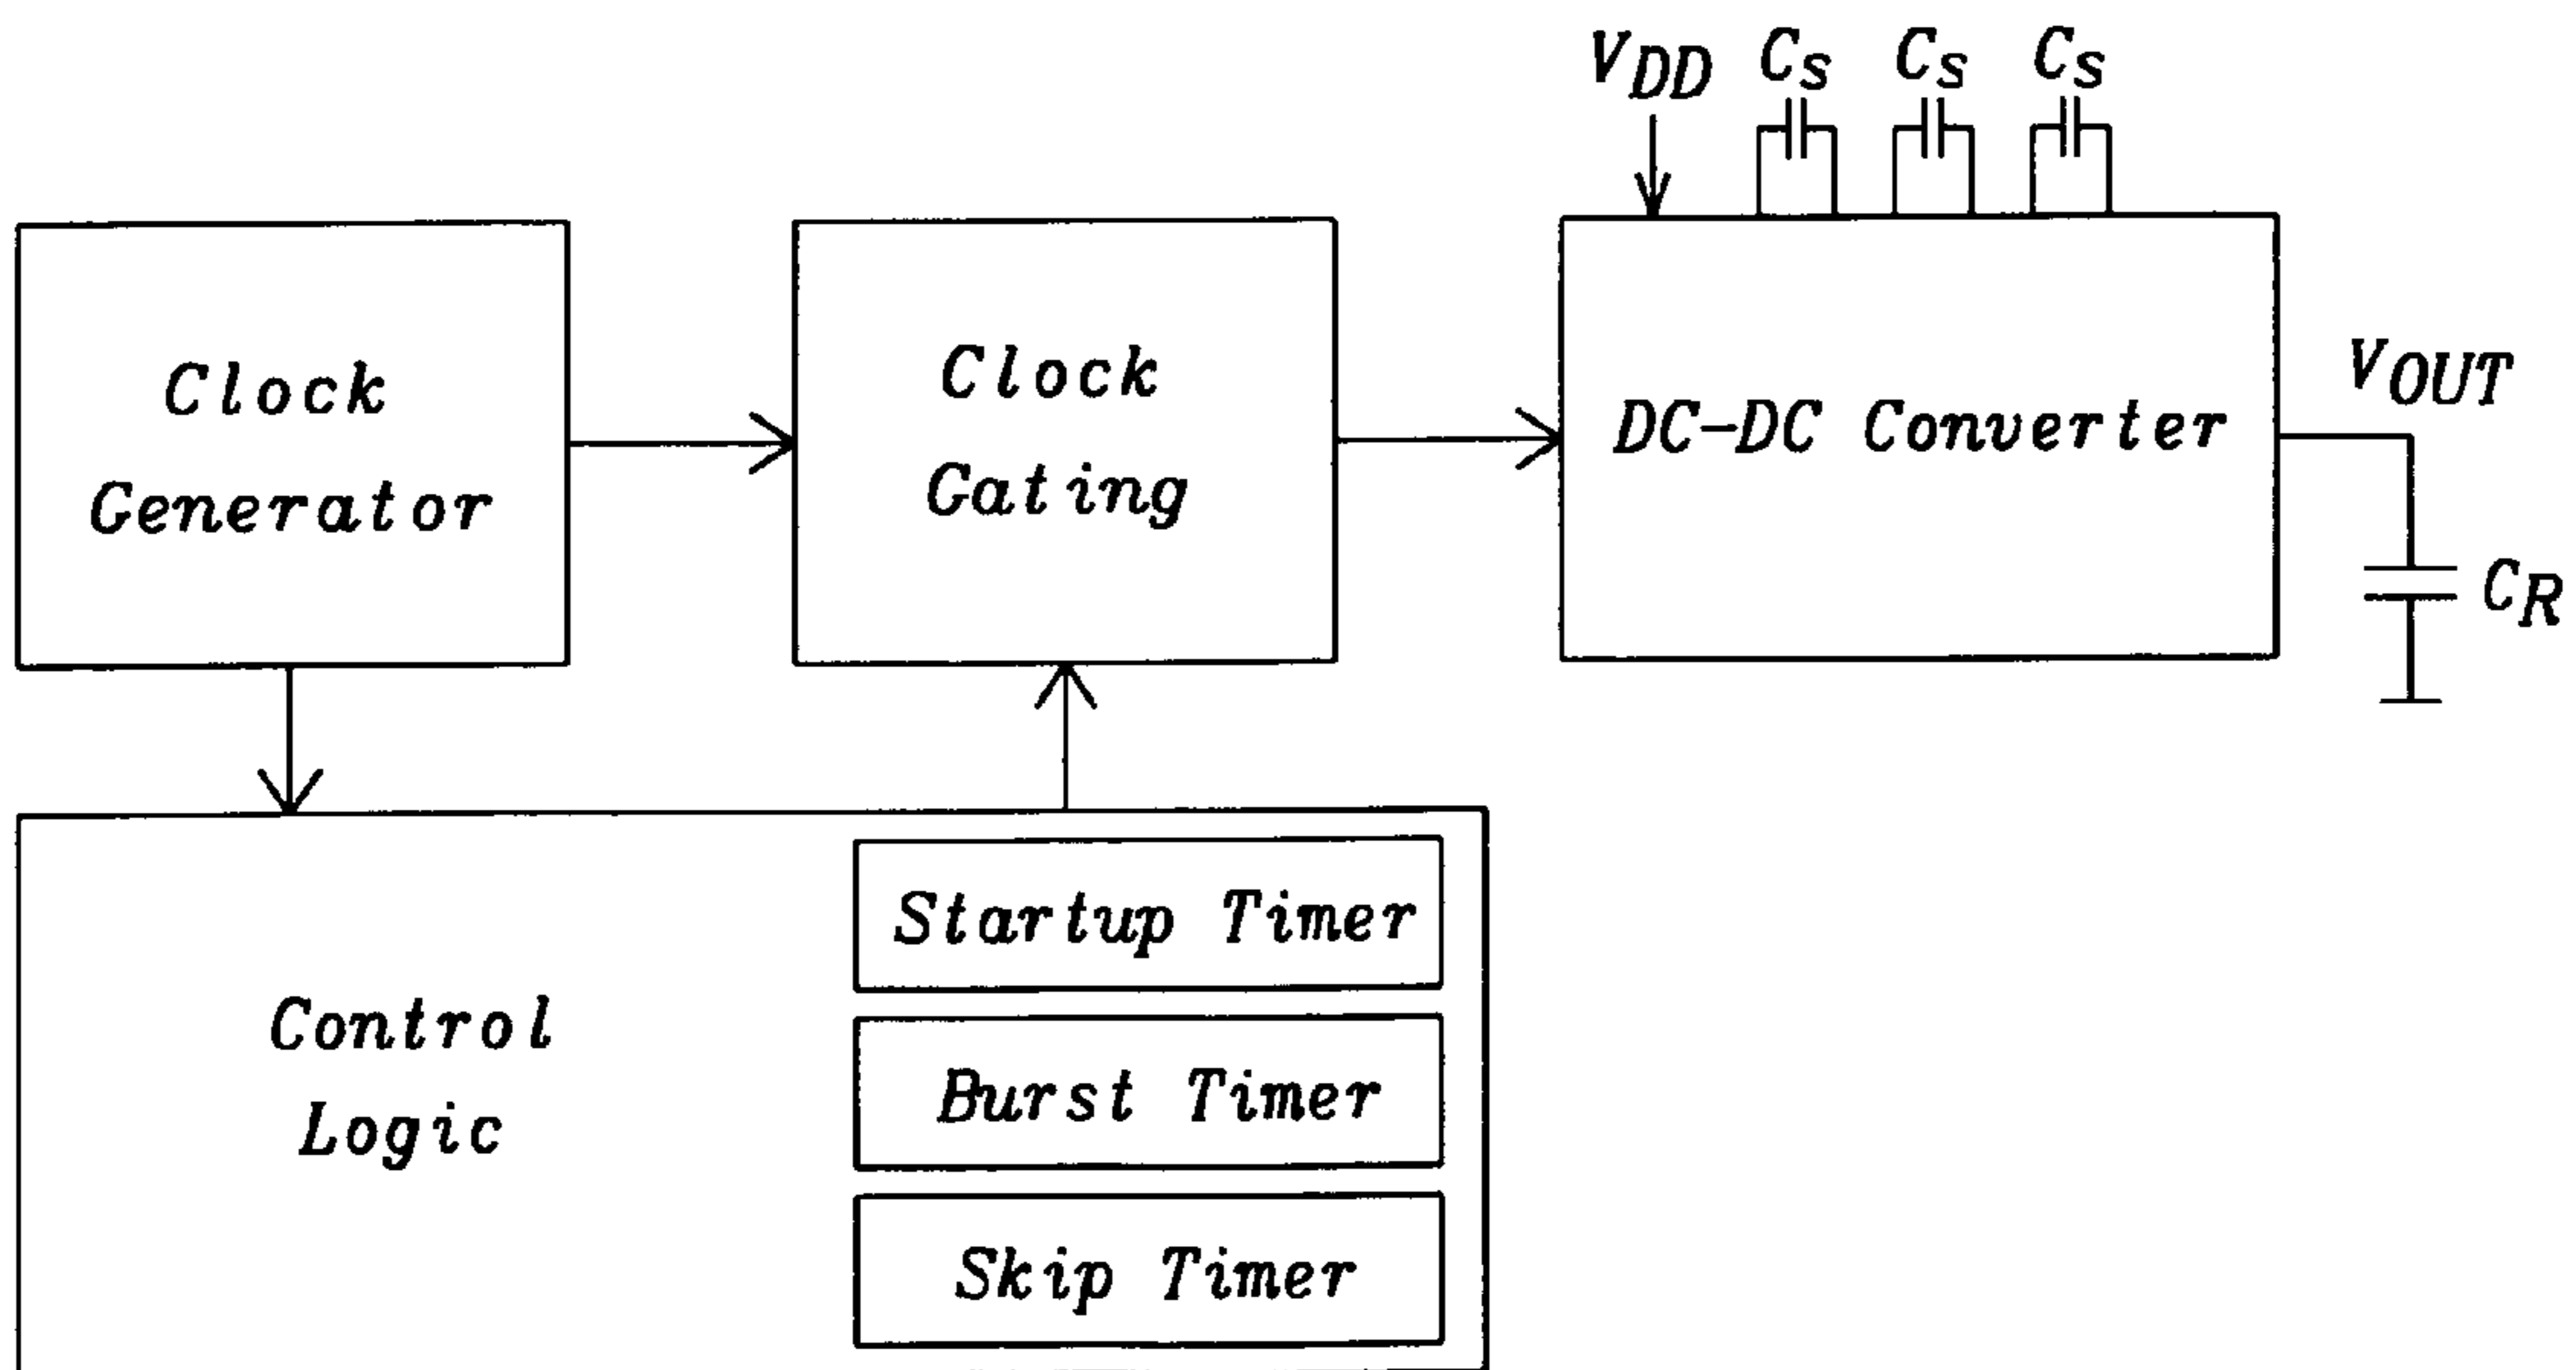 VDD CS CS CS
Clock
Generator
Clock
Gating
DC-DC Converter
VOUT
CR
Control
Logic
Startup Timer
Burst Timer
Skip Timer